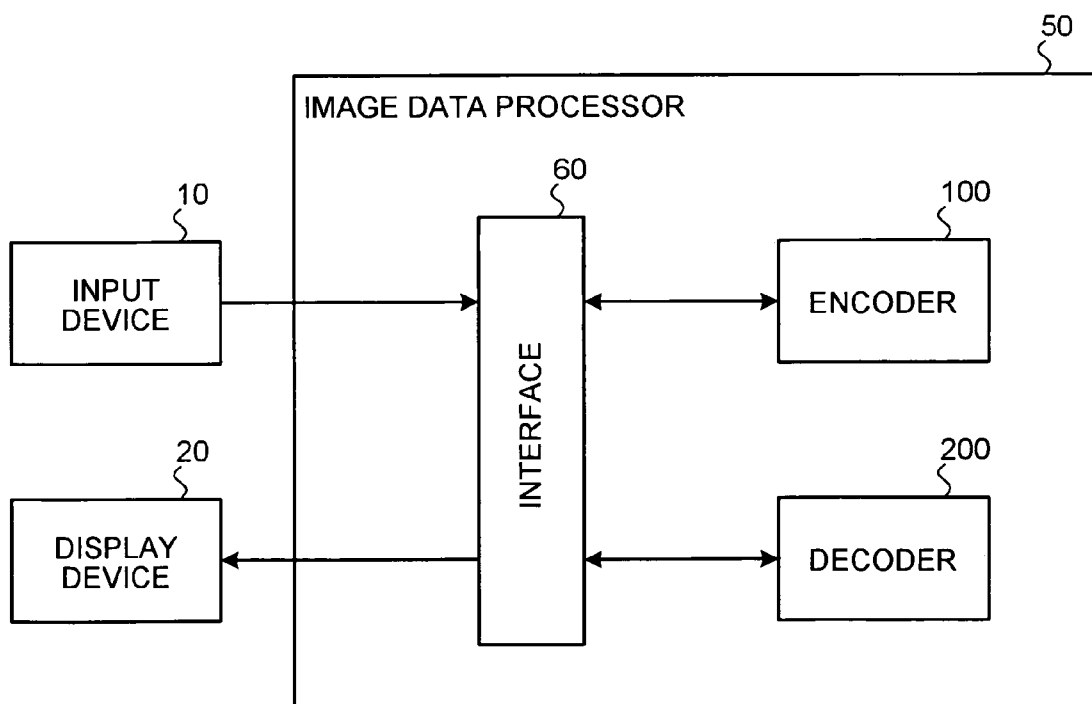 50
IMAGE DATA PROCESSOR
60
10
100
INPUT
DEVICE
ENCODER
INTERFACE
20
200
DISPLAY
DEVICE
DECODER